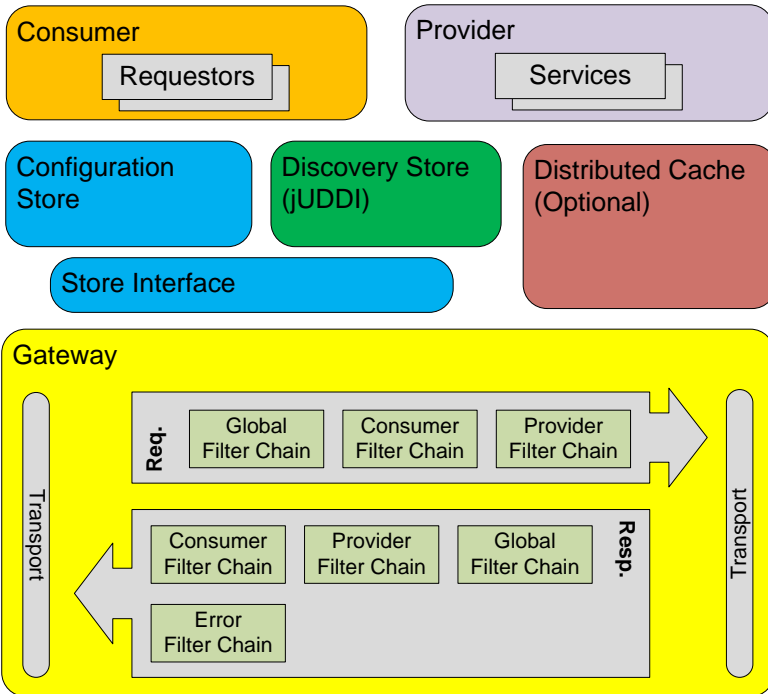 Consumer
Requestors
Provider
Services
Configuration
Store
Discovery Store
(jUDDI)
Distributed Cache
(Optional)
Store Interface
Gateway
Transport
Req.
Global
Filter Chain
Consumer
Filter Chain
Provider
Filter Chain
Consumer
Filter Chain
Provider
Filter Chain
Global
Filter Chain
Resp.
Error
Filter Chain
Transport